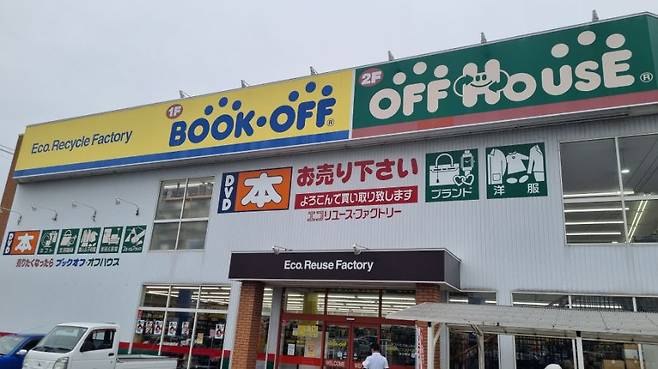 Eco. Recycle Factory
1F
BOOK・OFF®
2F
OFF HOUSE®
DVD
本
お売り下さい
よろこんで買い取り致します
エコリユース・ファクトリー
ブランド
洋服
DVD
本
売りたくなったら ブックオフ・オフハウス
Eco. Reuse Factory
WELCOME